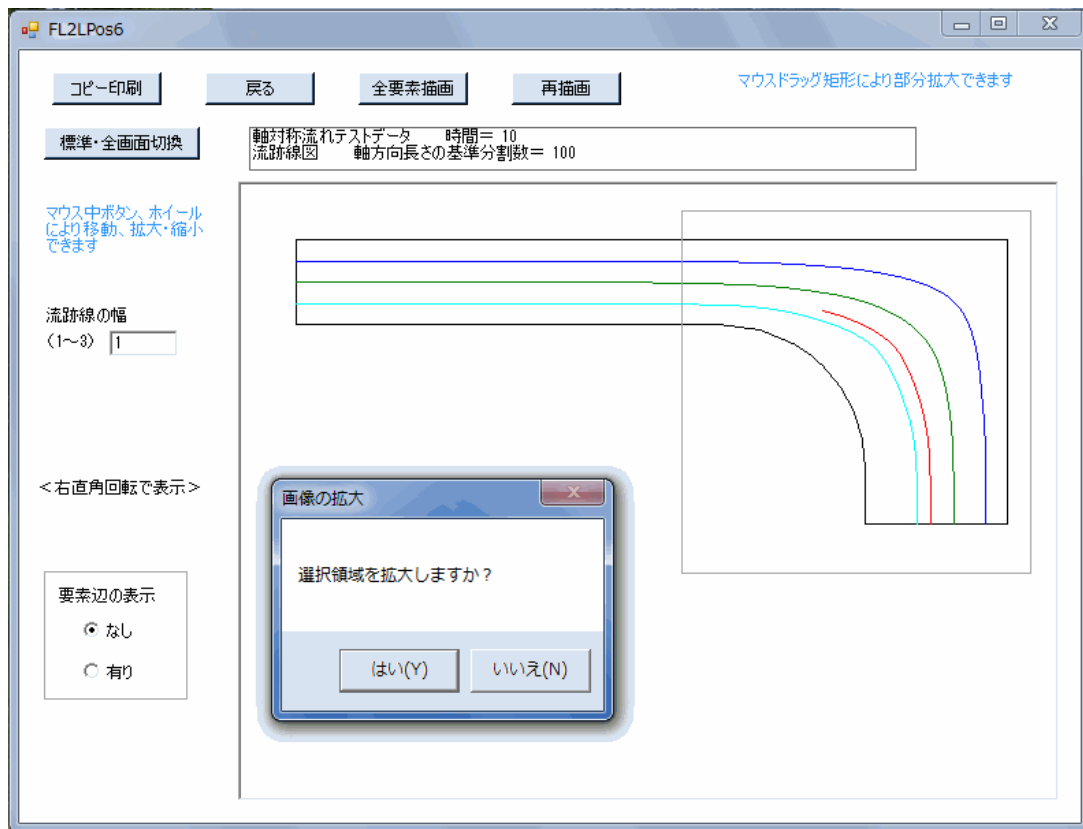 FL2LPos6
コピー印刷
戻る
全要素描画
再描画
マウスドラッグ矩形により部分拡大できます
標準・全画面切換
軸対称流れテストデータ　　時間＝ 10
流跡線図　　軸方向長さの基準分割数＝ 100
マウス中ボタン、ホイール
により移動、拡大・縮小
できます
流跡線の幅
（1～3） 1
＜右直角回転で表示＞
画像の拡大
選択領域を拡大しますか？
はい(Y)
いいえ(N)
要素辺の表示
なし
有り